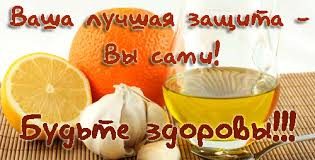 Ваша лучшая защита -
Вы сами!
Будьте здоровы!!!